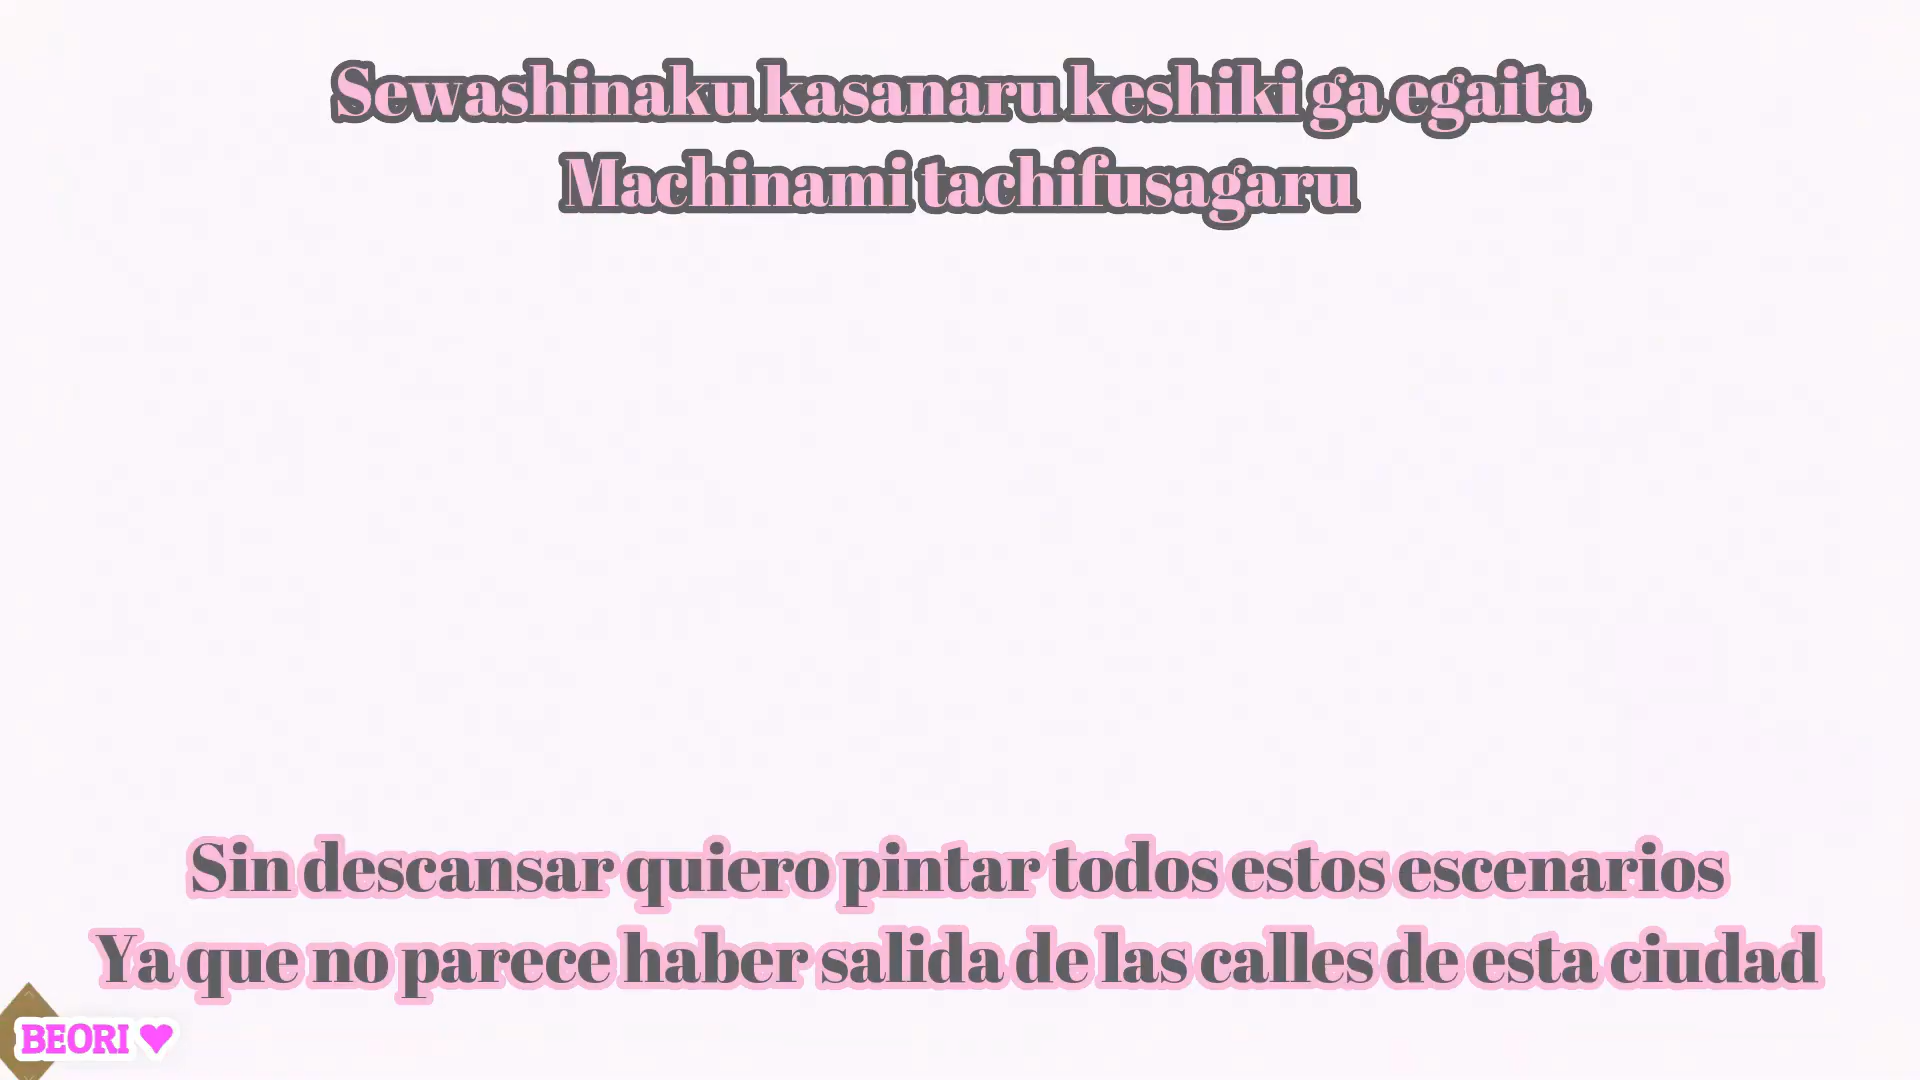 Sewashinaku kasanaru keshiki ga egaita
Machinami tachifusagaru
Sin descansar quiero pintar todos estos escenarios
Ya que no parece haber salida de las calles de esta ciudad
BEORI ♥